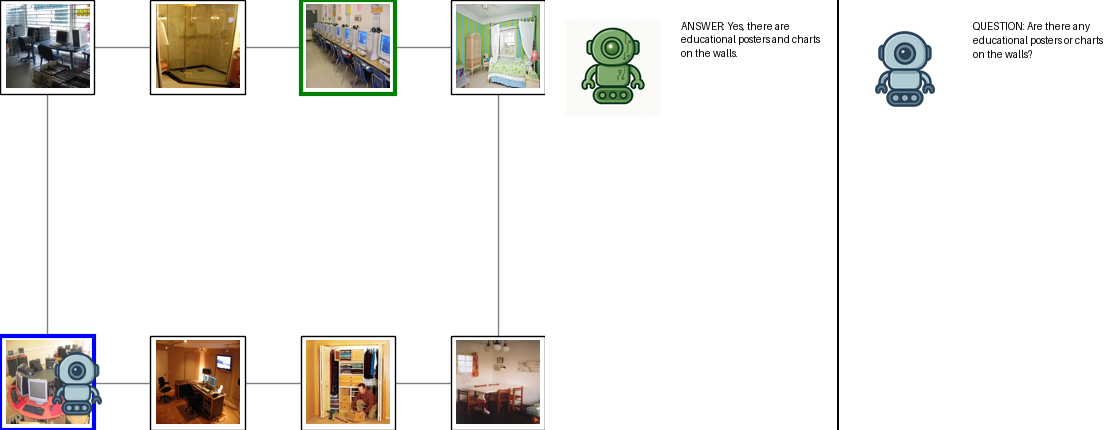 ANSWER: Yes, there are
educational posters and charts
on the walls.
QUESTION: Are there any
educational posters or charts
on the walls?